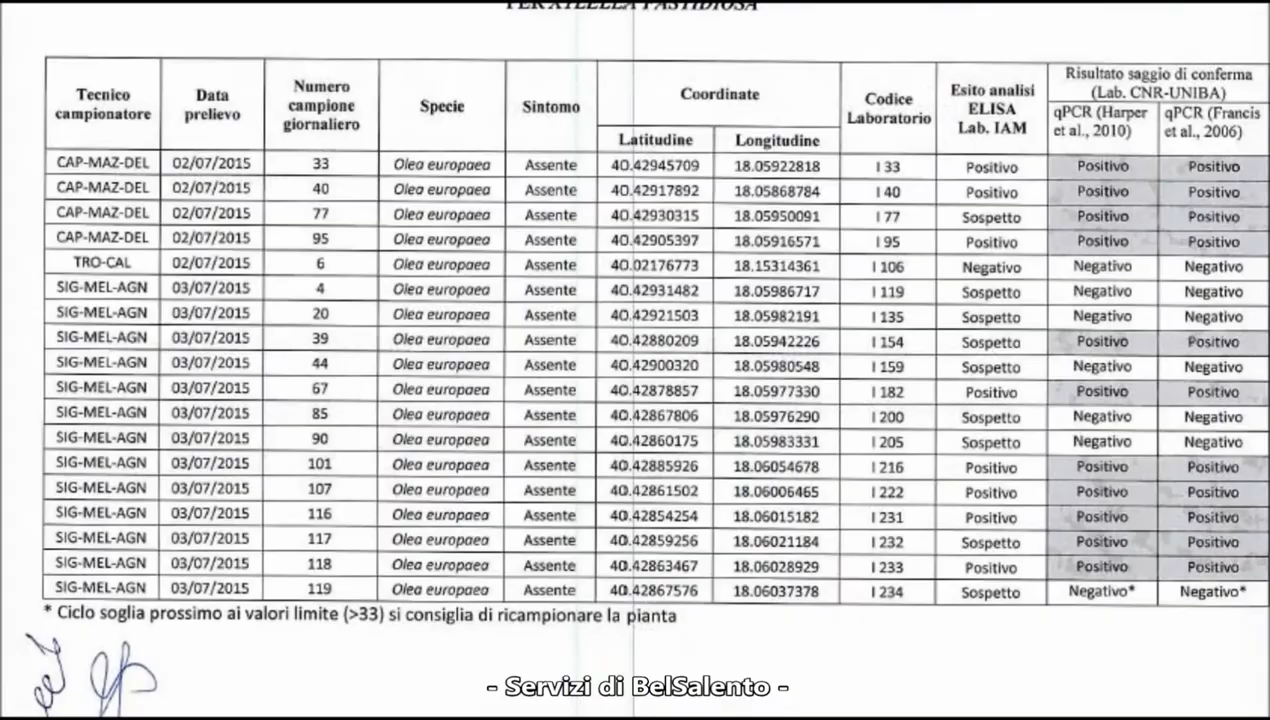 PER XYLELLA FASTIDIOSA
Tecnico campionatore Data prelievo Numero campione giornaliero Specie Sintomo Coordinate Codice Laboratorio Esito analisi ELISA Lab. IAM Risultato saggio di conferma (Lab. CNR-UNIBA)
Latitudine Longitudine qPCR (Harper et al., 2010) qPCR (Francis et al., 2006)
CAP-MAZ-DEL 02/07/2015 33 Olea europaea Assente 40.42945709 18.05922818 I 33 Positivo Positivo Positivo
CAP-MAZ-DEL 02/07/2015 40 Olea europaea Assente 40.42917892 18.05868784 I 40 Positivo Positivo Positivo
CAP-MAZ-DEL 02/07/2015 77 Olea europaea Assente 40.42930315 18.05950091 I 77 Sospetto Positivo Positivo
CAP-MAZ-DEL 02/07/2015 95 Olea europaea Assente 40.42905397 18.05916571 I 95 Positivo Positivo Positivo
TRO-CAL 02/07/2015 6 Olea europaea Assente 40.02176773 18.15314361 I 106 Negativo Negativo Negativo
SIG-MEL-AGN 03/07/2015 4 Olea europaea Assente 40.42931482 18.05986717 I 119 Sospetto Negativo Negativo
SIG-MEL-AGN 03/07/2015 20 Olea europaea Assente 40.42921503 18.05982191 I 135 Sospetto Negativo Negativo
SIG-MEL-AGN 03/07/2015 39 Olea europaea Assente 40.42880209 18.05942226 I 154 Sospetto Positivo Positivo
SIG-MEL-AGN 03/07/2015 44 Olea europaea Assente 40.42900320 18.05980548 I 159 Sospetto Negativo Negativo
SIG-MEL-AGN 03/07/2015 67 Olea europaea Assente 40.42878857 18.05977330 I 182 Positivo Positivo Positivo
SIG-MEL-AGN 03/07/2015 85 Olea europaea Assente 40.42867806 18.05976290 I 200 Sospetto Negativo Negativo
SIG-MEL-AGN 03/07/2015 90 Olea europaea Assente 40.42860175 18.05983331 I 205 Sospetto Negativo Negativo
SIG-MEL-AGN 03/07/2015 101 Olea europaea Assente 40.42885926 18.06054678 I 216 Positivo Positivo Positivo
SIG-MEL-AGN 03/07/2015 107 Olea europaea Assente 40.42861502 18.06006465 I 222 Positivo Positivo Positivo
SIG-MEL-AGN 03/07/2015 116 Olea europaea Assente 40.42854254 18.06015182 I 231 Positivo Positivo Positivo
SIG-MEL-AGN 03/07/2015 117 Olea europaea Assente 40.42859256 18.06021184 I 232 Sospetto Positivo Positivo
SIG-MEL-AGN 03/07/2015 118 Olea europaea Assente 40.42863467 18.06028929 I 233 Positivo Positivo Positivo
SIG-MEL-AGN 03/07/2015 119 Olea europaea Assente 40.42867576 18.06037378 I 234 Sospetto Negativo* Negativo*
* Ciclo soglia prossimo ai valori limite (>33) si consiglia di ricampionare la pianta
- Servizi di BelSalento -